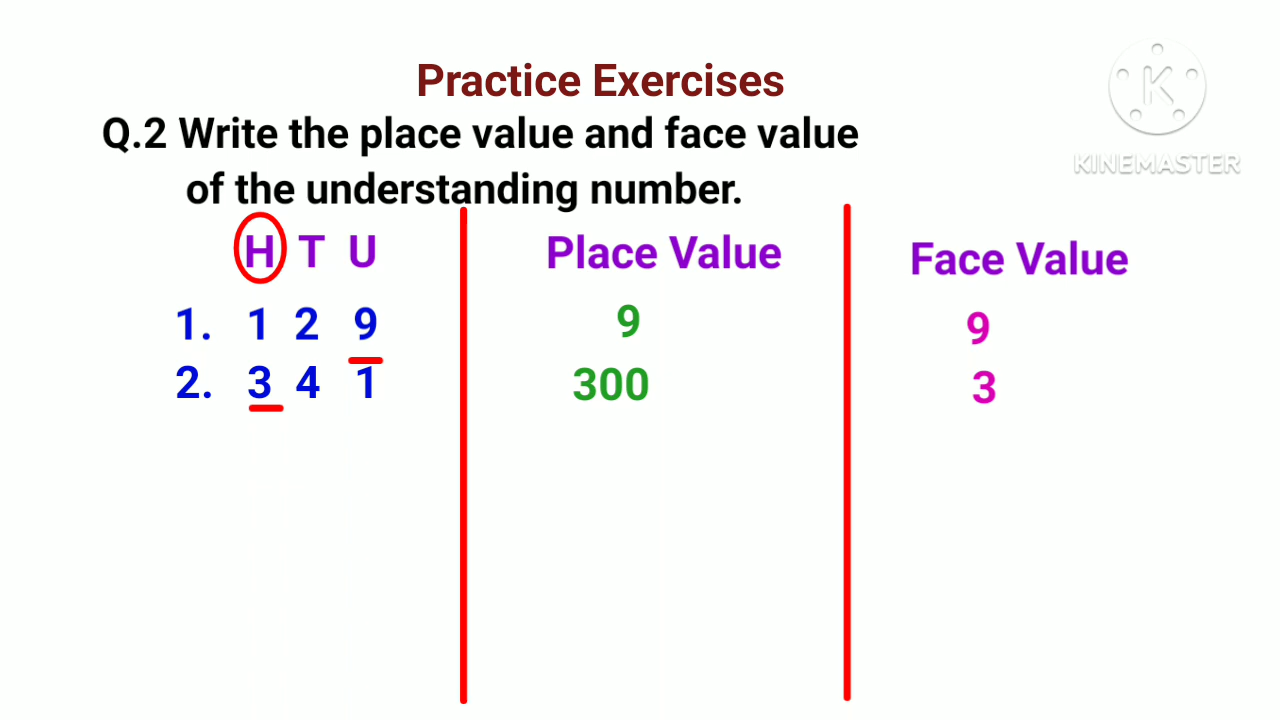 Practice Exercises
Q.2 Write the place value and face value
of the understanding number.
H T U Place Value Face Value
1. 1 2 9 9 9
2. 3 4 1 300 3
K
KINEMASTER